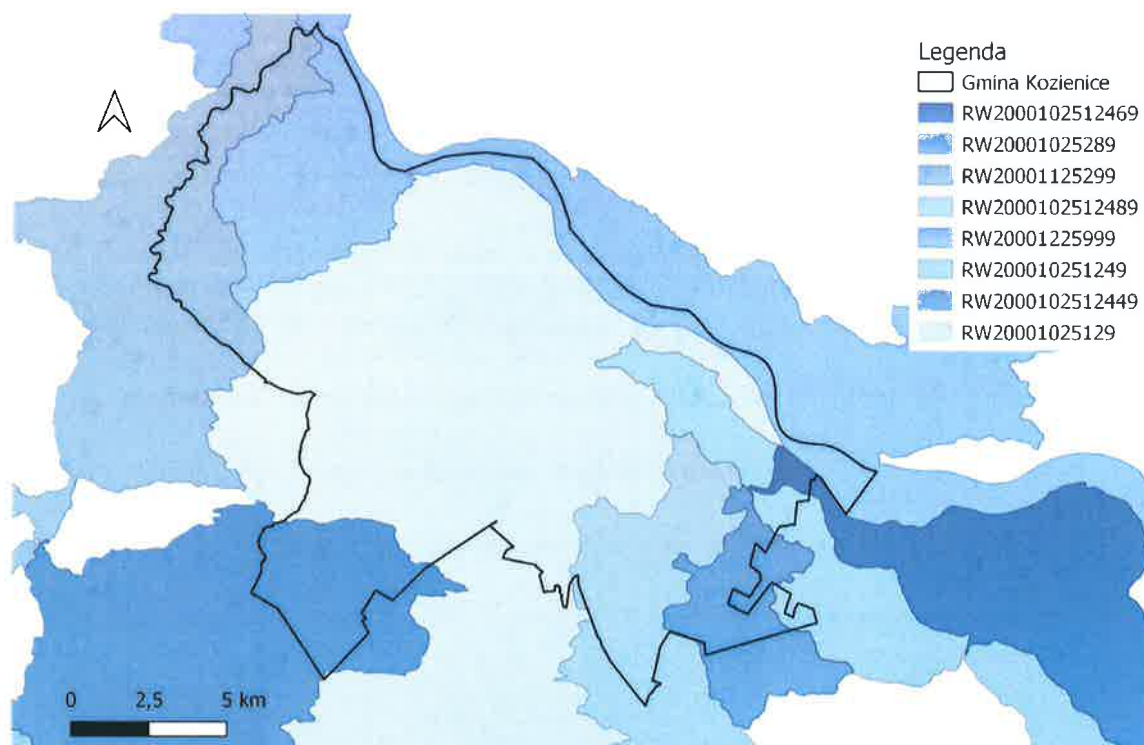 Legenda
Gmina Kozienice
RW2000102512469
RW20001025289
RW20001125299
RW2000102512489
RW20001225999
RW200010251249
RW2000102512449
RW20001025129
0 2,5 5 km